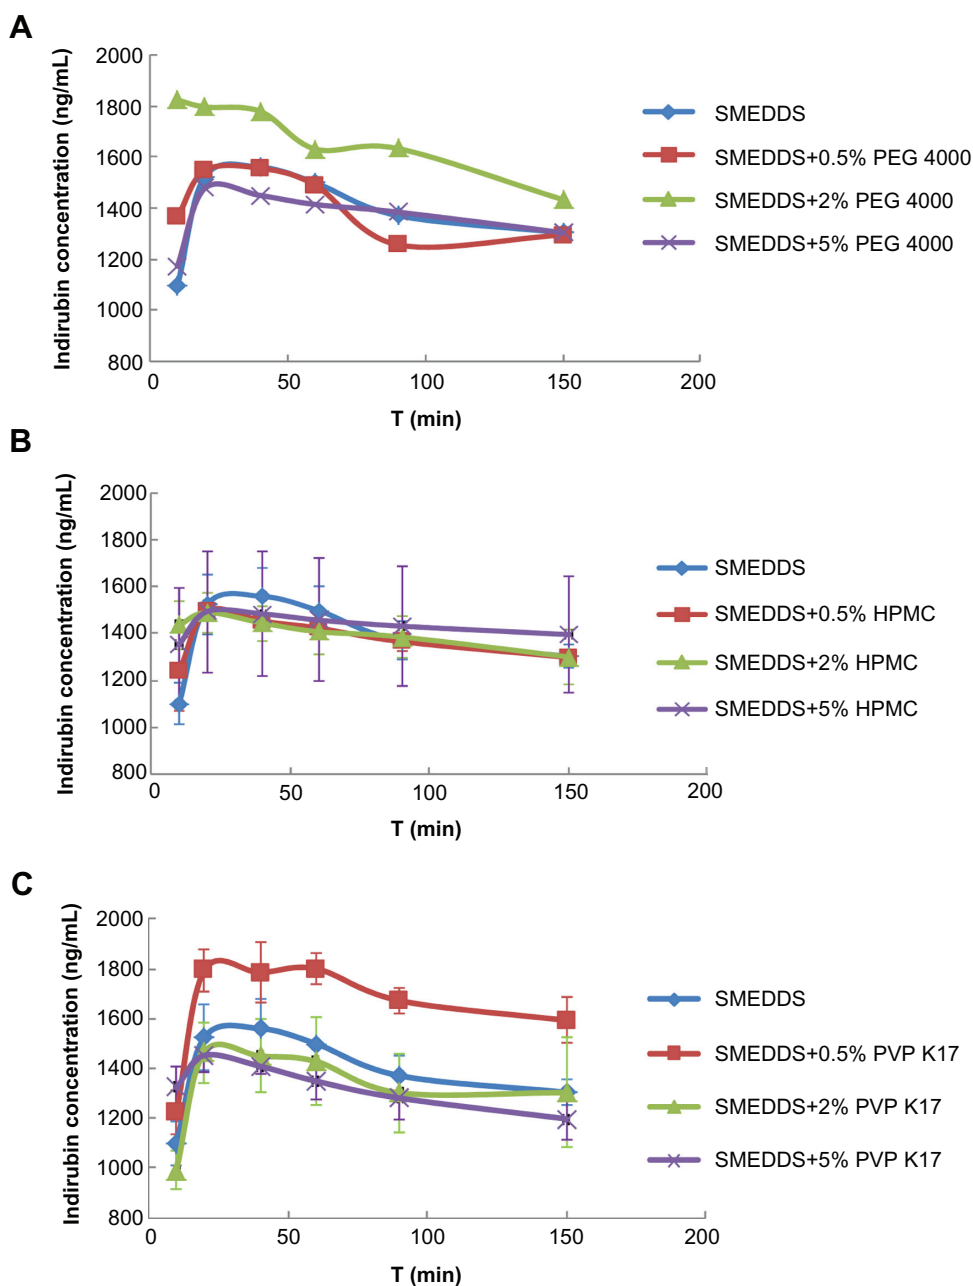 A
Indirubin concentration (ng/mL)
2000
1800
1600
1400
1200
1000
800
0
50
100
150
200
T (min)
SMEDDS
SMEDDS+0.5% PEG 4000
SMEDDS+2% PEG 4000
SMEDDS+5% PEG 4000
B
Indirubin concentration (ng/mL)
2000
1800
1600
1400
1200
1000
800
0
50
100
150
200
T (min)
SMEDDS
SMEDDS+0.5% HPMC
SMEDDS+2% HPMC
SMEDDS+5% HPMC
C
Indirubin concentration (ng/mL)
2000
1800
1600
1400
1200
1000
800
0
50
100
150
200
T (min)
SMEDDS
SMEDDS+0.5% PVP K17
SMEDDS+2% PVP K17
SMEDDS+5% PVP K17